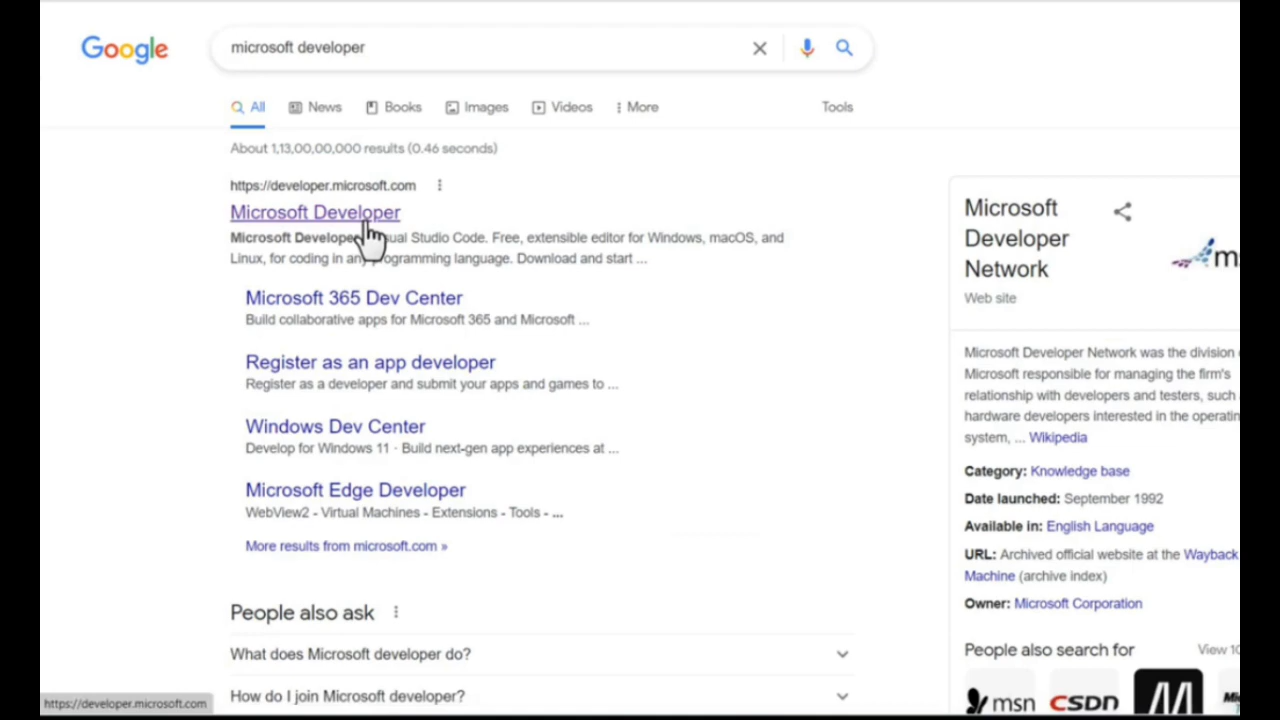 Google
microsoft developer
All
News
Books
Images
Videos
More
Tools
About 1,13,00,00,000 results (0.46 seconds)
https://developer.microsoft.com
Microsoft Developer
Microsoft Developer Studio Code. Free, extensible editor for Windows, macOS, and
Linux, for coding in any programming language. Download and start ...
Microsoft 365 Dev Center
Build collaborative apps for Microsoft 365 and Microsoft ...
Register as an app developer
Register as a developer and submit your apps and games to ...
Windows Dev Center
Develop for Windows 11 · Build next-gen app experiences at ...
Microsoft Edge Developer
WebView2 - Virtual Machines - Extensions - Tools - ...
More results from microsoft.com »
People also ask
What does Microsoft developer do?
How do I join Microsoft developer?
https://developer.microsoft.com
Microsoft
Developer
Network
Web site
Microsoft Developer Network was the division
Microsoft responsible for managing the firm's
relationship with developers and testers, such
hardware developers interested in the
system, ... Wikipedia
Category: Knowledge base
Date launched: September 1992
Available in: English Language
URL: Archived official website at the Wayback
Machine (archive index)
Owner: Microsoft Corporation
People also search for
View
msn
CSDN